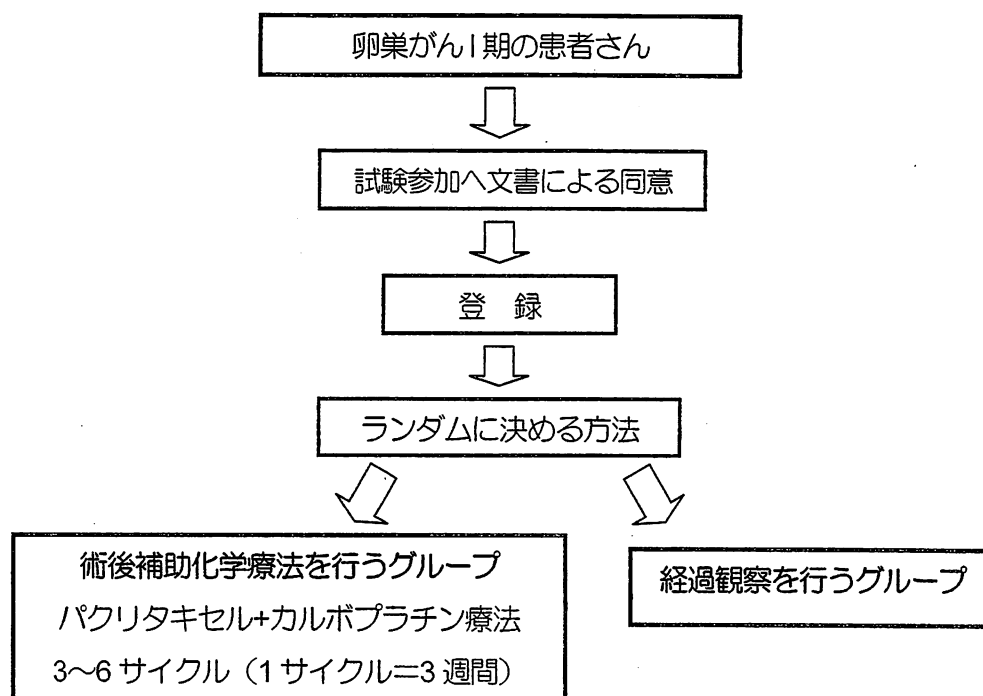 卵巣がんI期の患者さん
試験参加へ文書による同意
登 録
ランダムに決める方法
術後補助化学療法を行うグループ
パクリタキセル+カルボプラチン療法
3～6 サイクル（1 サイクル＝3 週間）
経過観察を行うグループ